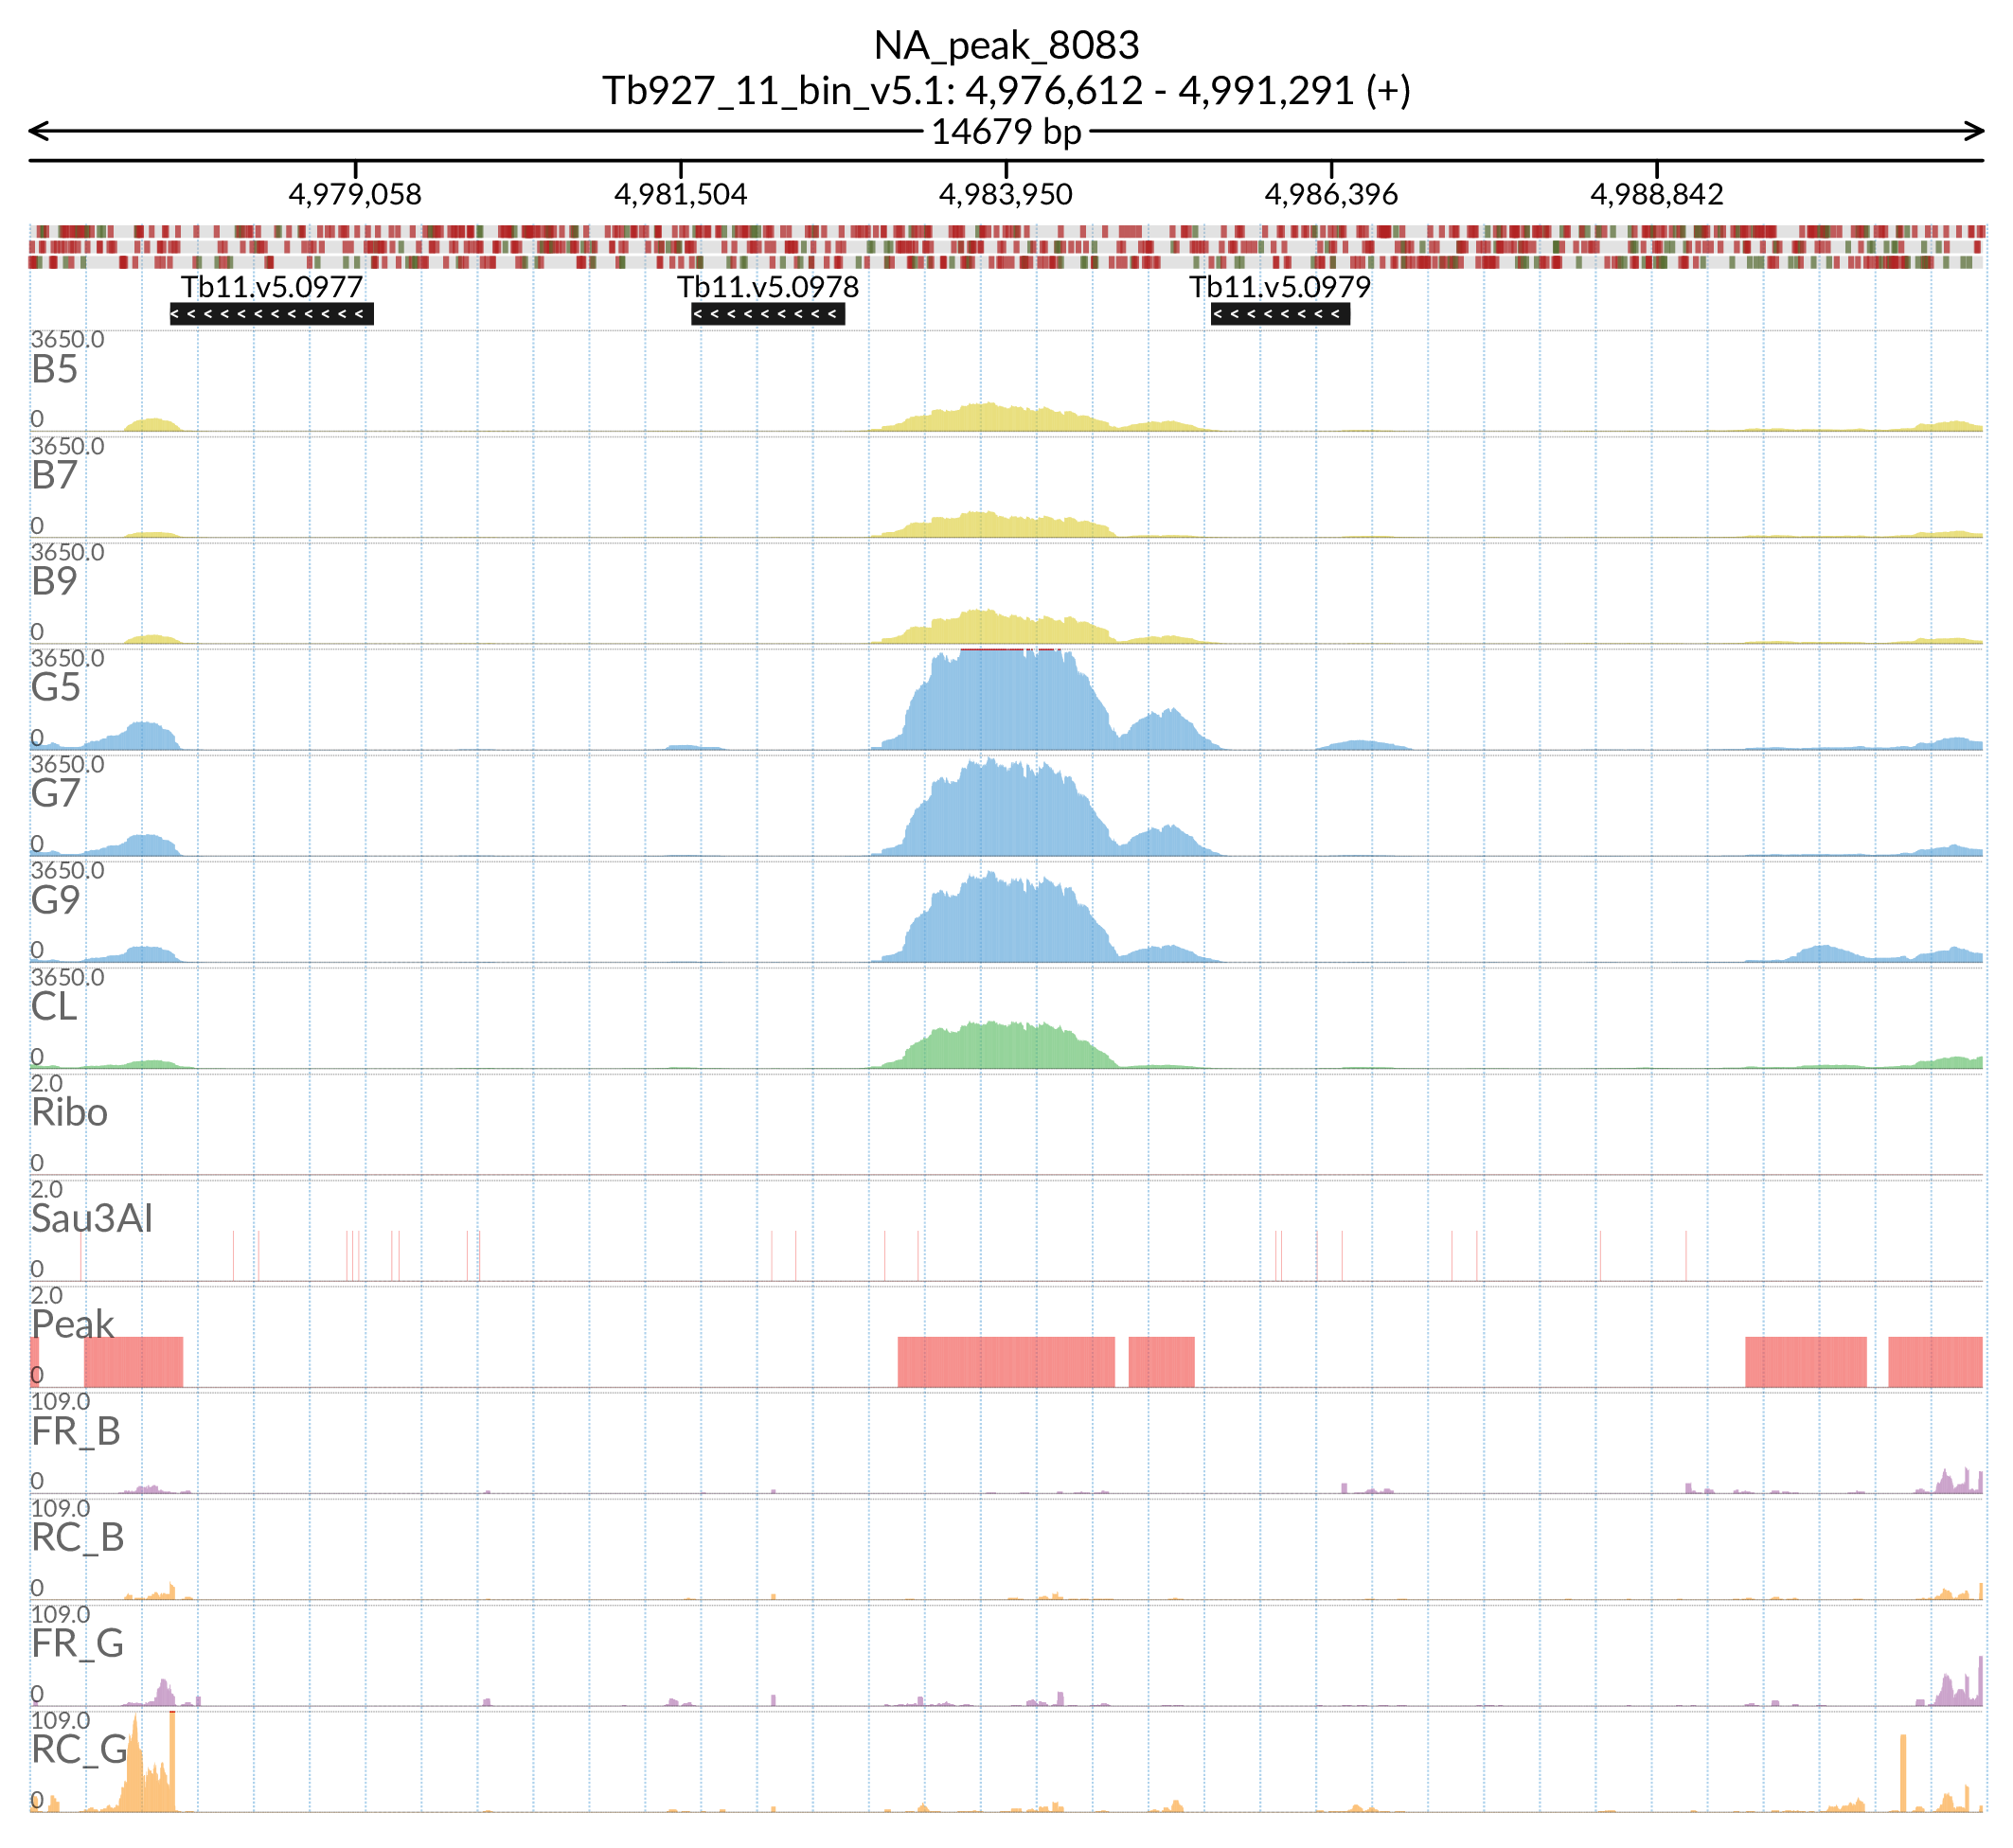 NA_peak_8083
Tb927_11_bin_v5.1: 4,976,612 - 4,991,291 (+)
14679 bp
4,979,058 4,981,504 4,983,950 4,986,396 4,988,842
Tb11.v5.0977 Tb11.v5.0978 Tb11.v5.0979
3650.0
B5
0
3650.0
B7
0
3650.0
B9
0
3650.0
G5
0
3650.0
G7
0
3650.0
G9
0
3650.0
CL
0
2.0
Ribo
0
2.0
Sau3AI
0
2.0
Peak
0
109.0
FR_B
0
109.0
RC_B
0
109.0
FR_G
0
109.0
RC_G
0